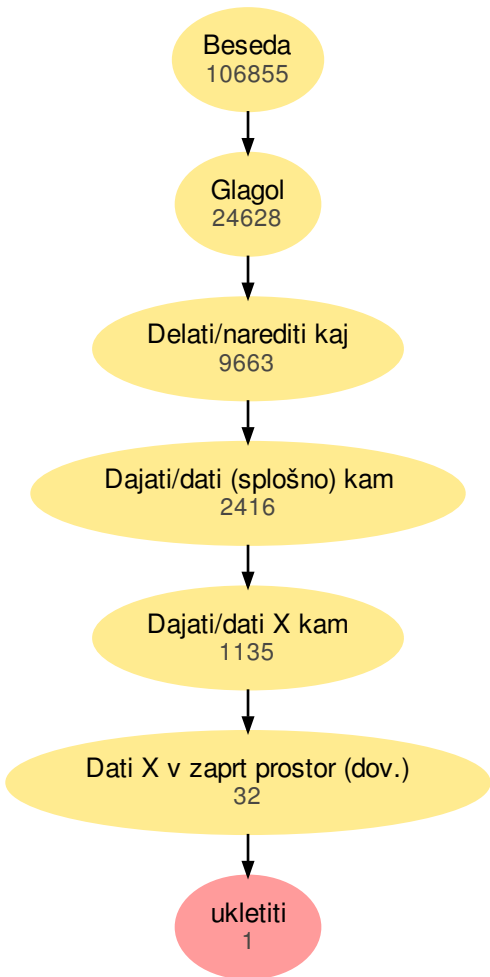 Beseda
106855
Glagol
24628
Delati/narediti kaj
9663
Dajati/dati (splošno) kam
2416
Dajati/dati X kam
1135
Dati X v zaprt prostor (dov.)
32
ukletiti
1